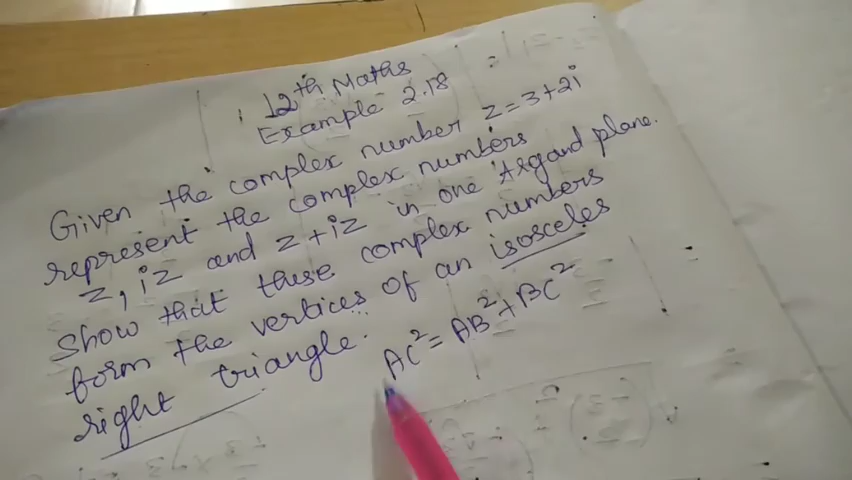 12th Maths
Example 2.18
Given the complex number z=3+2i
represent the complex numbers
z, iz and z+iz in one Argand plane.
Show that these complex numbers
form the vertices of an isosceles
right triangle.
AC²=AB²+BC²